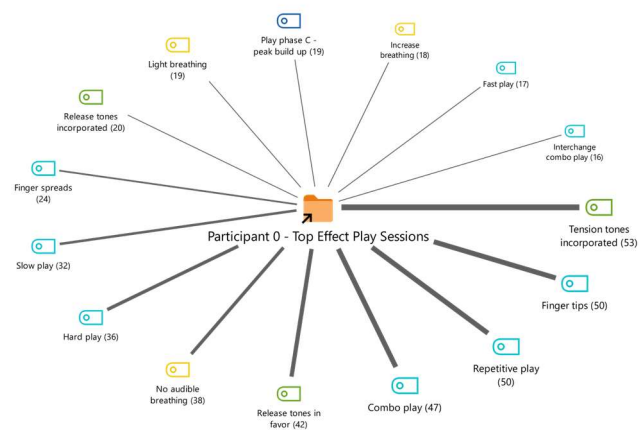 Play phase C -
peak build up (19)
Increase
breathing (18)
Light breathing
(19)
Fast play (17)
Release tones
incorporated (20)
Interchange
combo play (16)
Finger spreads
(24)
Tension tones
incorporated (53)
Participant 0 - Top Effect Play Sessions
Slow play (32)
Finger tips (50)
Hard play (36)
Repetitive play
(50)
No audible
breathing (38)
Combo play (47)
Release tones in
favor (42)